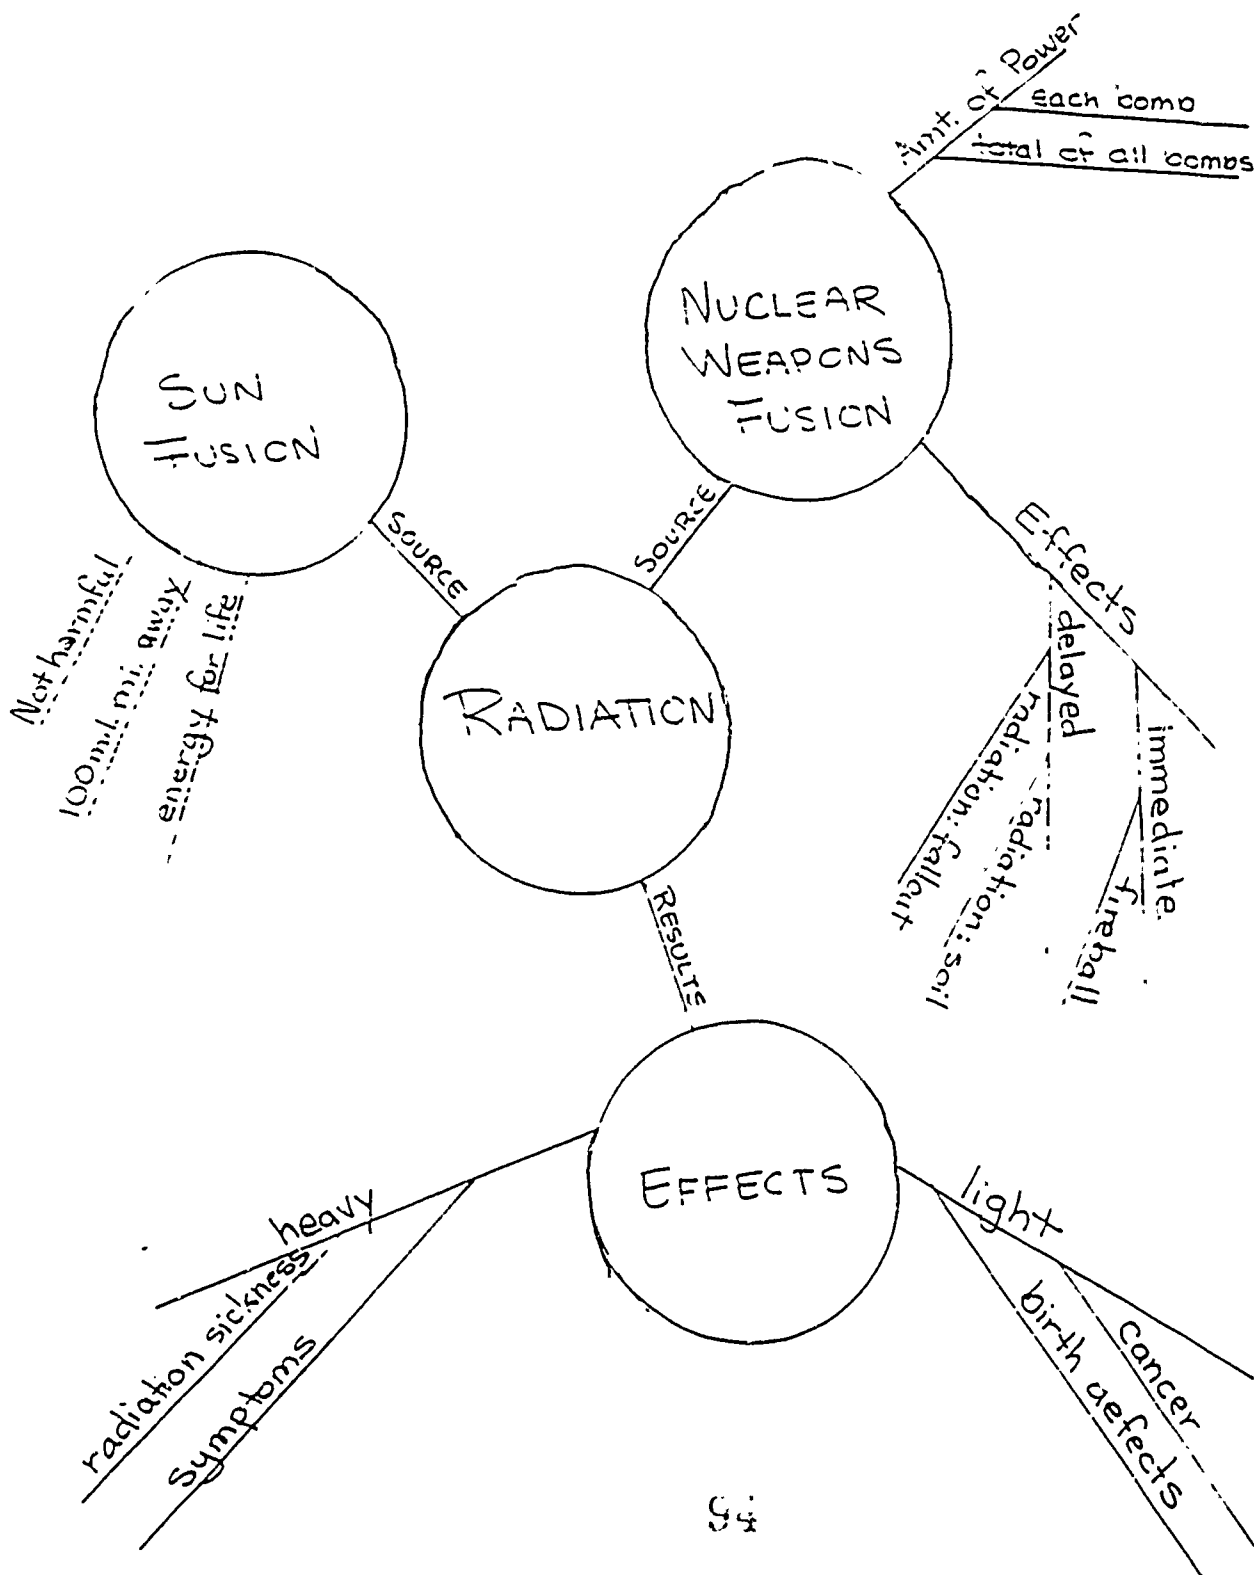 Amt. of Power
each bomb
total of all bombs
NUCLEAR
WEAPONS
FUSION
SUN
FUSION
SOURCE
SOURCE
Effects
Not harmful
100 mil. mi. away
energy for life
delayed
radiation: fallout
radiation: soil
immediate
fireball
RADIATION
RESULTS
EFFECTS
heavy
radiation sickness
symptoms
light
birth defects
cancer
94